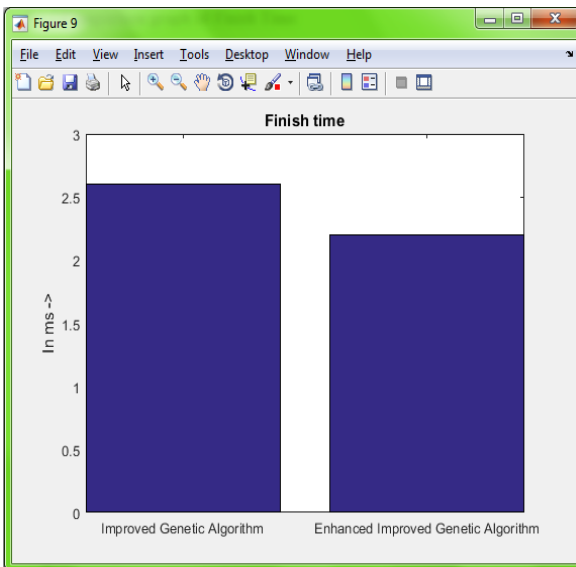 Figure 9
File Edit View Insert Tools Desktop Window Help
Finish time
3
2.5
2
1.5
1
0.5
0
In ms ->
Improved Genetic Algorithm Enhanced Improved Genetic Algorithm